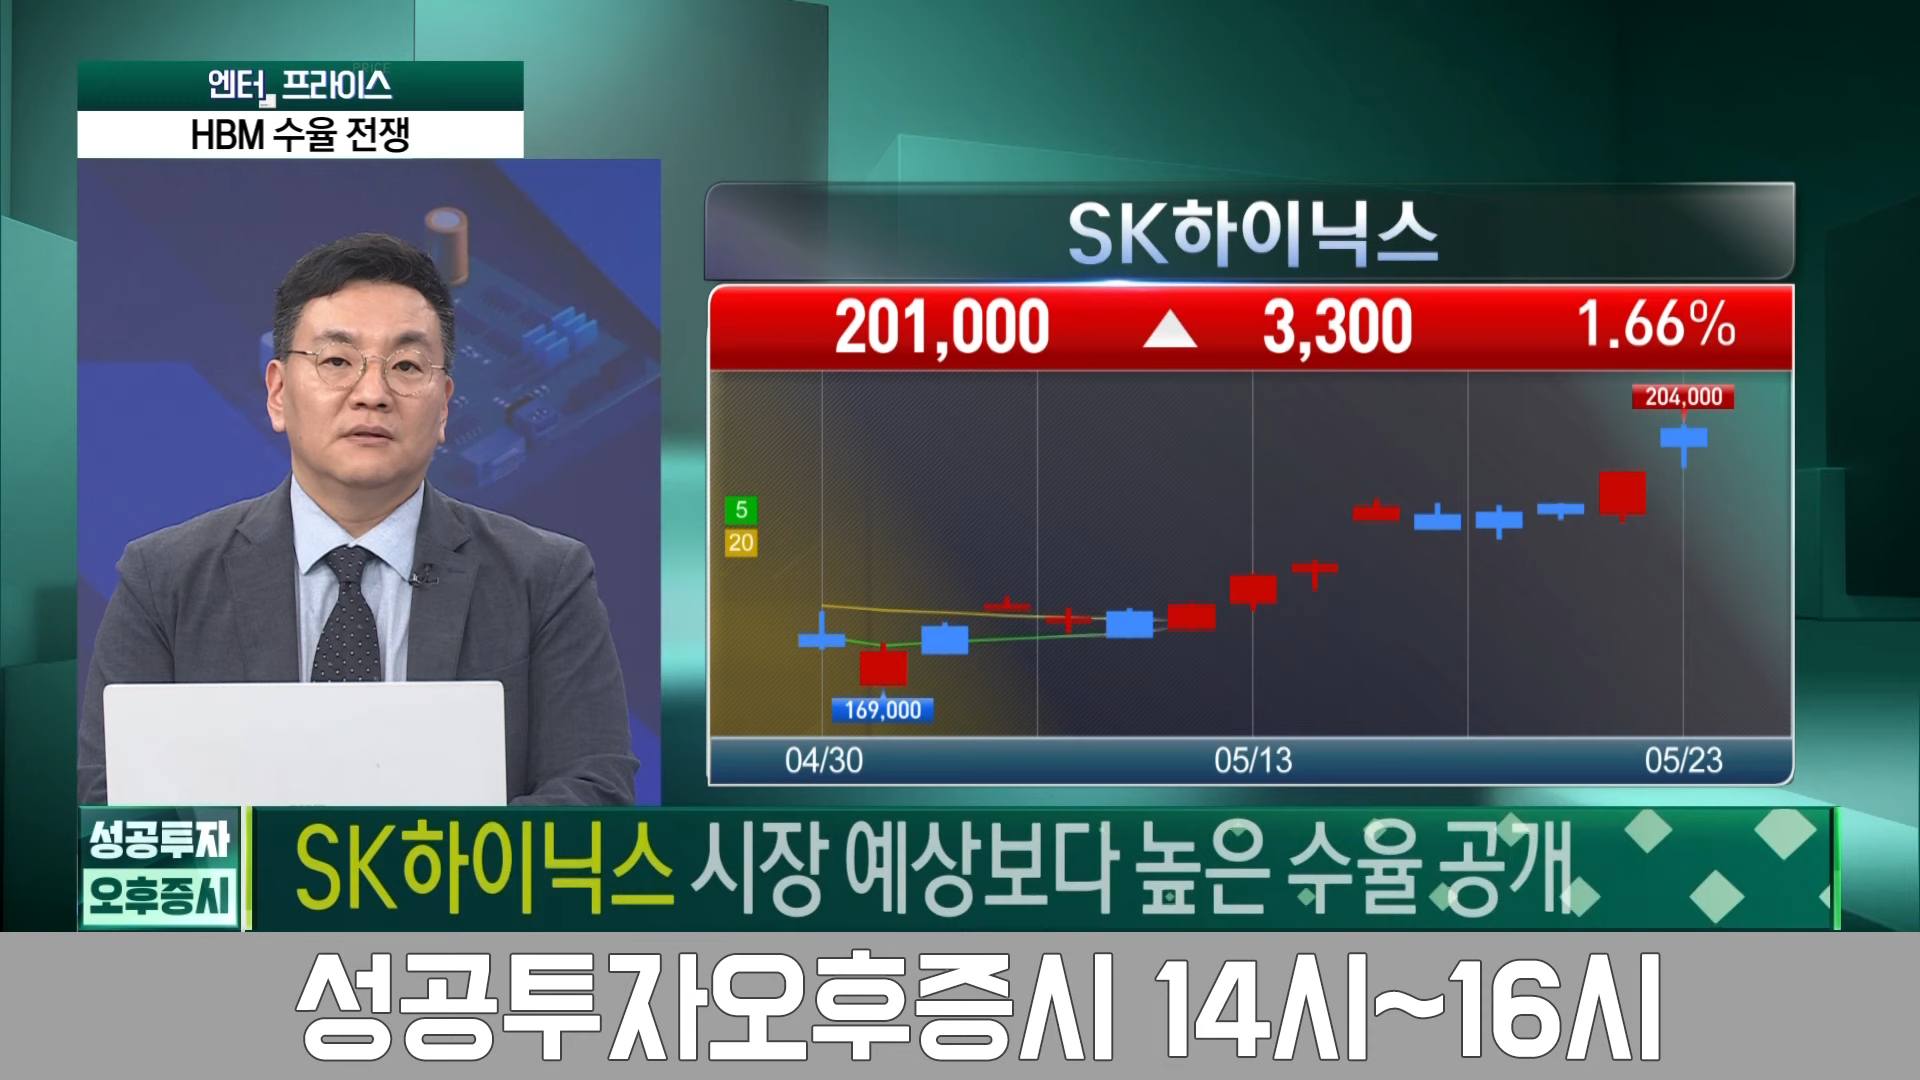 PRICE
엔터 프라이스
HBM 수율 전쟁
SK하이닉스
201,000 ▲ 3,300 1.66%
204,000
5
20
169,000
04/30 05/13 05/23
성공투자
오후증시
SK하이닉스 시장 예상보다 높은 수율 공개
성공투자오후증시 14시~16시